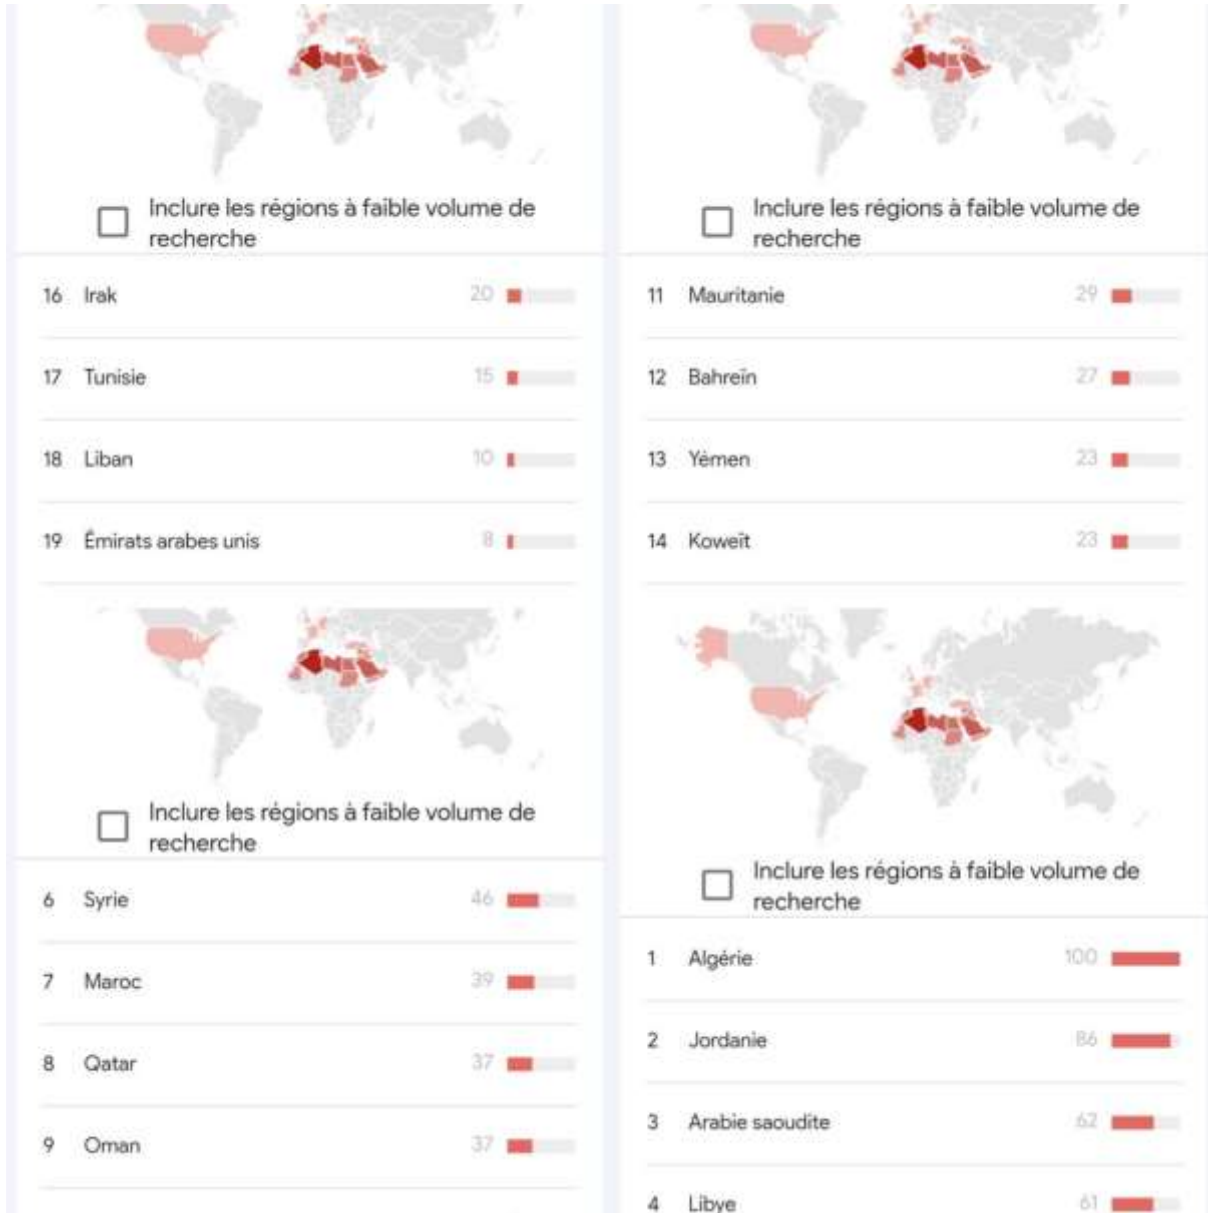 Inclure les régions à faible volume de
recherche
16 Irak 20
17 Tunisie 15
18 Liban 10
19 Émirats arabes unis 8
Inclure les régions à faible volume de
recherche
11 Mauritanie 29
12 Bahreïn 27
13 Yémen 23
14 Koweït 23
Inclure les régions à faible volume de
recherche
6 Syrie 46
7 Maroc 39
8 Qatar 37
9 Oman 37
Inclure les régions à faible volume de
recherche
1 Algérie 100
2 Jordanie 86
3 Arabie saoudite 62
4 Libye 61